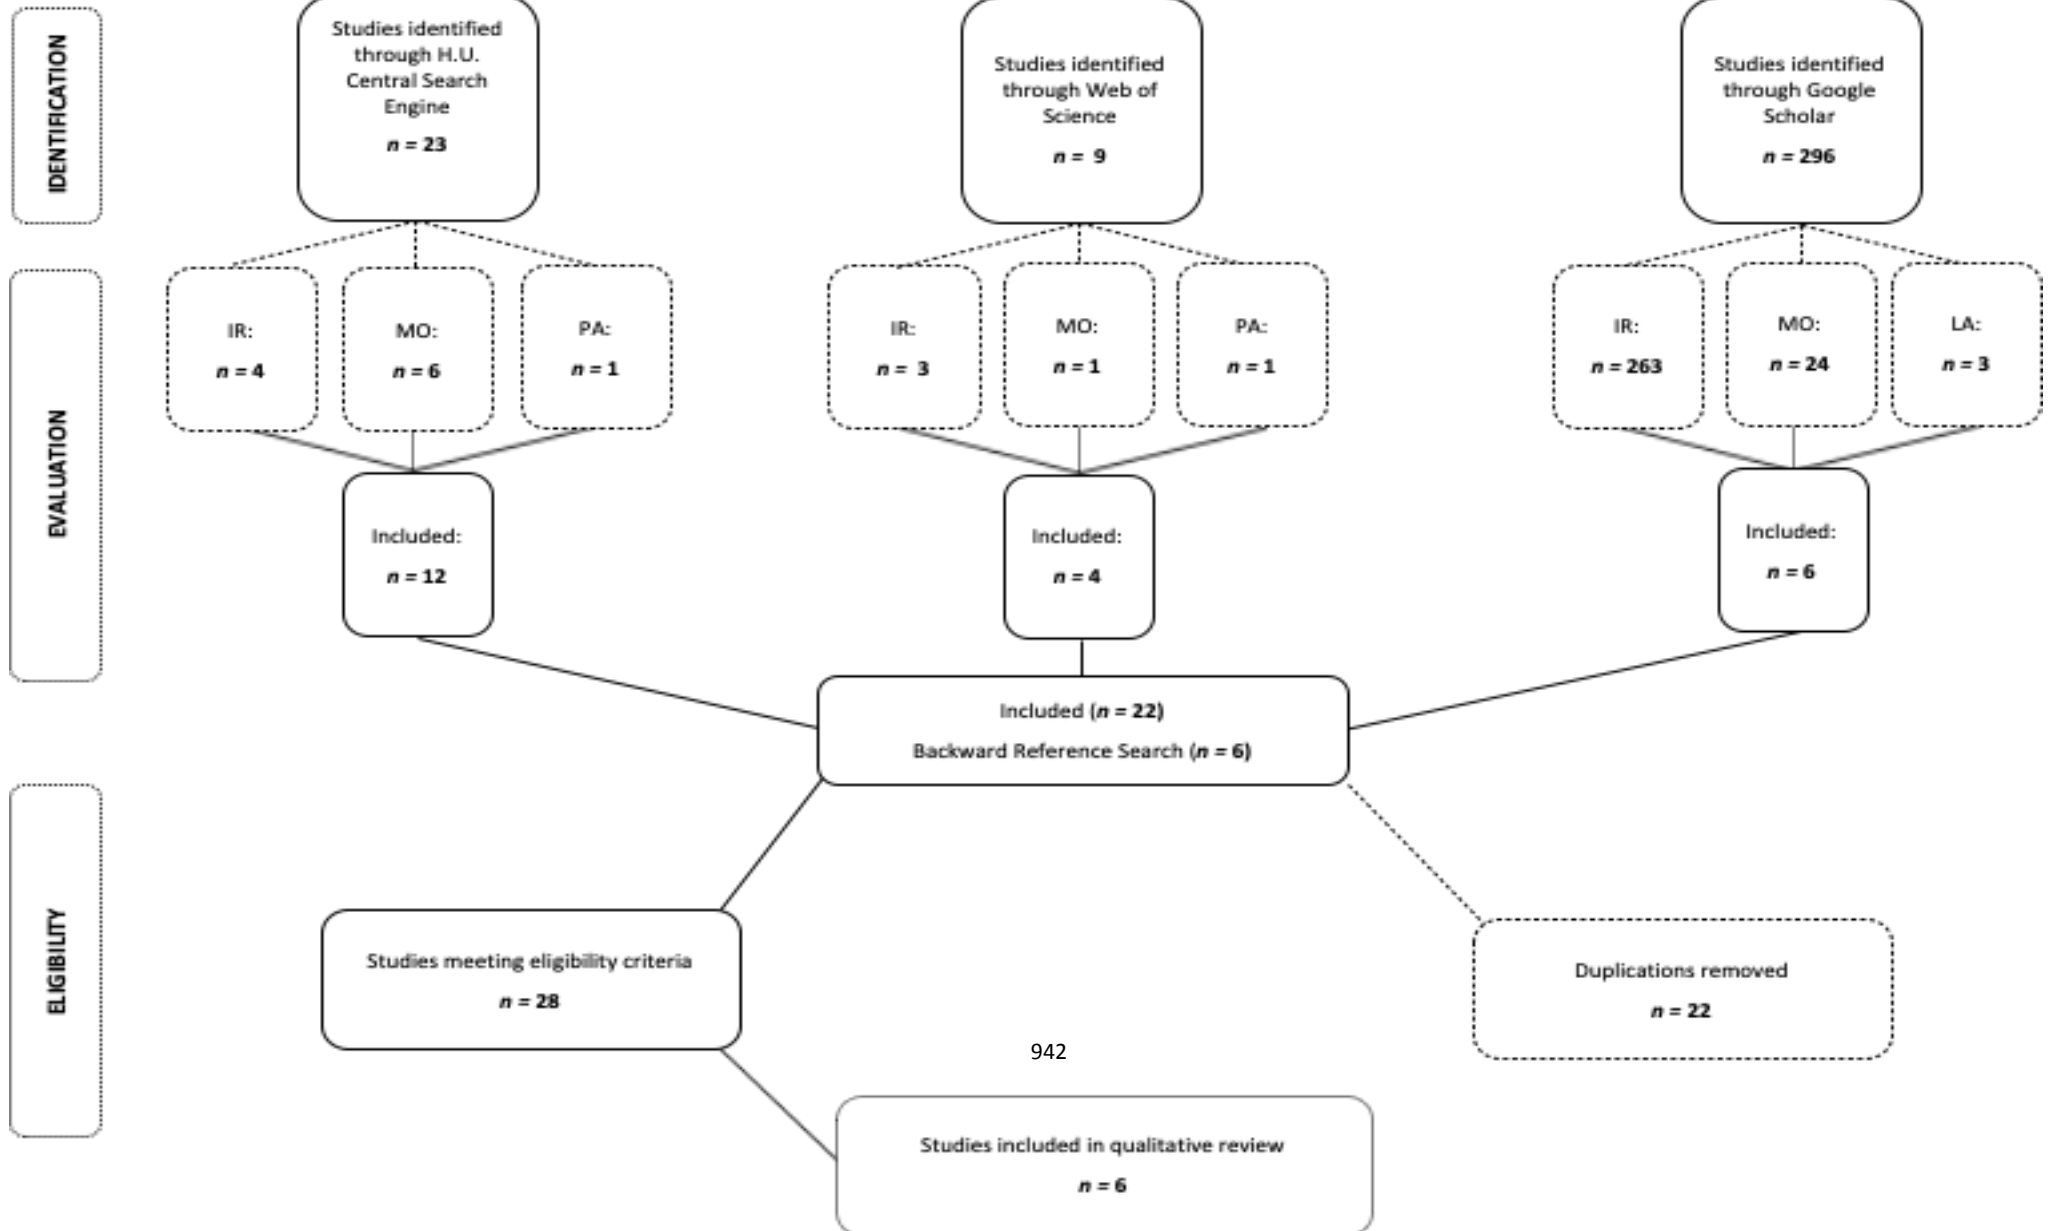 IDENTIFICATION
Studies identified
through H.U.
Central Search
Engine
n = 23
Studies identified
through Web of
Science
n = 9
Studies identified
through Google
Scholar
n = 296
EVALUATION
IR:
n = 4
MO:
n = 6
PA:
n = 1
IR:
n = 3
MO:
n = 1
PA:
n = 1
IR:
n = 263
MO:
n = 24
LA:
n = 3
Included:
n = 12
Included:
n = 4
Included:
n = 6
Included (n = 22)
Backward Reference Search (n = 6)
ELIGIBILITY
Studies meeting eligibility criteria
n = 28
Duplications removed
n = 22
942
Studies included in qualitative review
n = 6